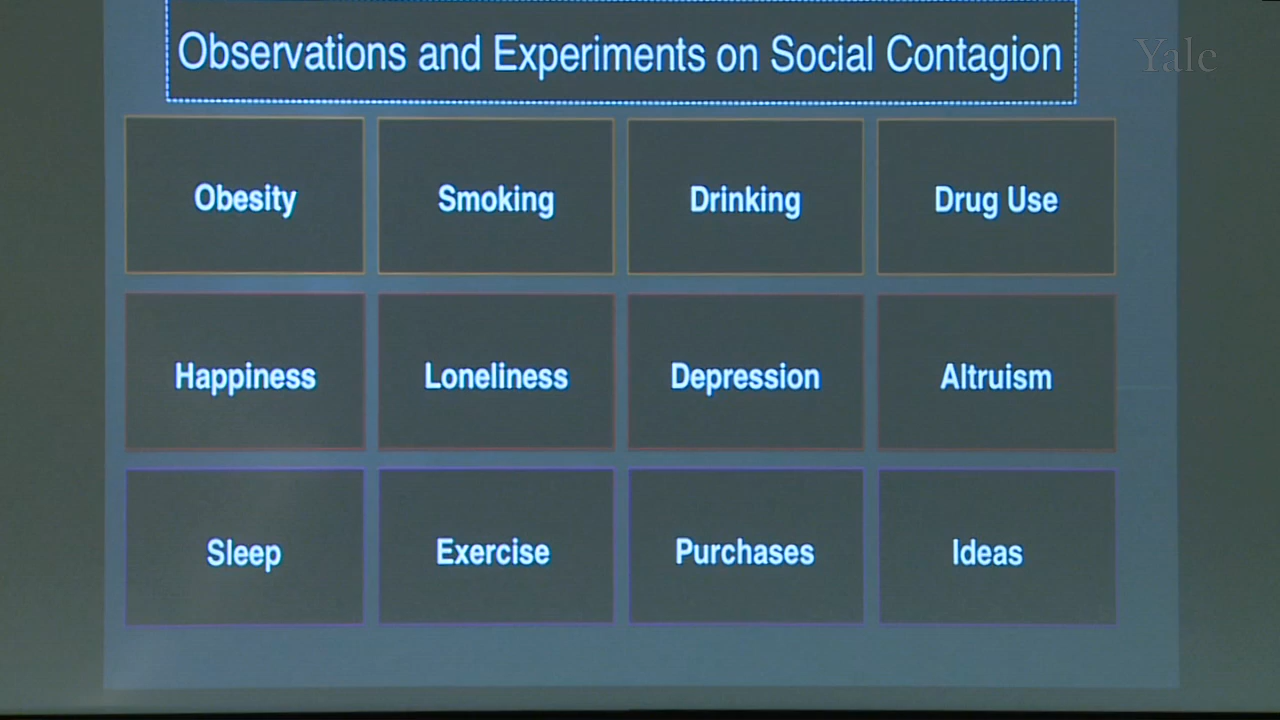 Observations and Experiments on Social Contagion
Yale
Obesity
Smoking
Drinking
Drug Use
Happiness
Loneliness
Depression
Altruism
Sleep
Exercise
Purchases
Ideas